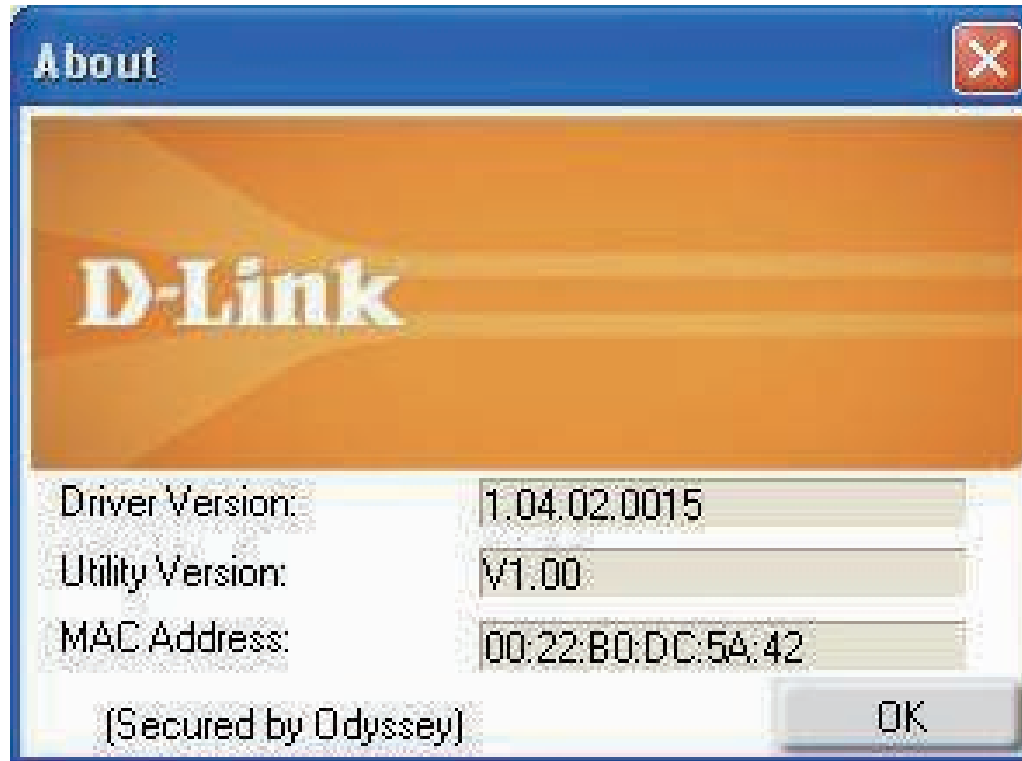 About
D-Link
Driver Version: 1.04.02.0015
Utility Version: V1.00
MAC Address: 00:22:B0:DC:5A:42
(Secured by Odyssey) OK